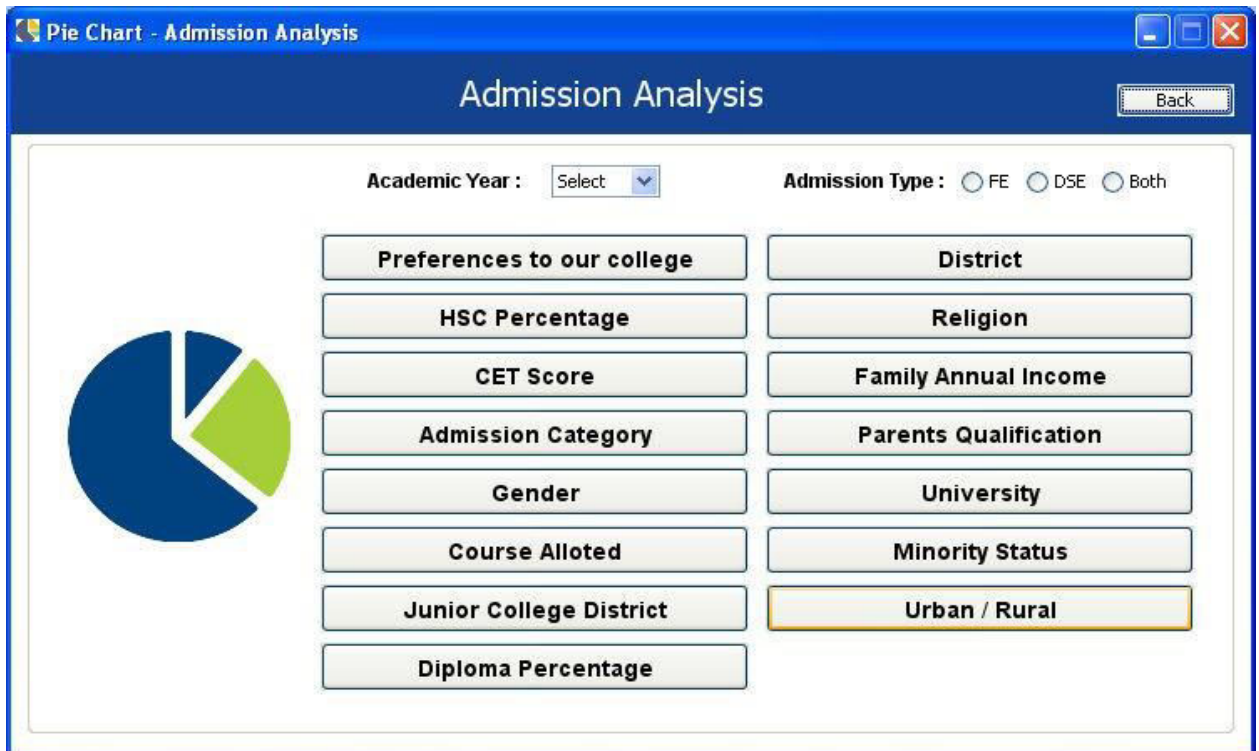 Pie Chart - Admission Analysis
Admission Analysis
Back
Academic Year : Select
Admission Type : FE DSE Both
Preferences to our college
District
HSC Percentage
Religion
CET Score
Family Annual Income
Admission Category
Parents Qualification
Gender
University
Course Alloted
Minority Status
Junior College District
Urban / Rural
Diploma Percentage